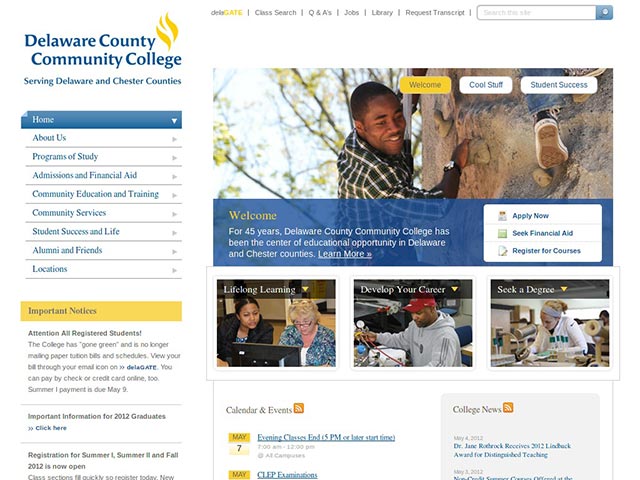 Delaware County
Community College
Serving Delaware and Chester Counties
delaGATE | Class Search | Q & A's | Jobs | Library | Request Transcript |
Search this site
Home
About Us
Programs of Study
Admissions and Financial Aid
Community Education and Training
Community Services
Student Success and Life
Alumni and Friends
Locations
Welcome
Cool Stuff
Student Success
Welcome
For 45 years, Delaware County Community College has
been the center of educational opportunity in Delaware
and Chester counties. Learn More »
Apply Now
Seek Financial Aid
Register for Courses
Lifelong Learning
Develop Your Career
Seek a Degree
Important Notices
Attention All Registered Students!
The College has "gone green" and is no longer
mailing paper tuition bills and schedules. View your
bill through your email icon on » delaGATE. You
can pay by check or credit card online, too.
Summer I payment is due May 9.
Important Information for 2012 Graduates
» Click here
Registration for Summer I, Summer II and Fall
2012 is now open
Class sections fill quickly so register today. New
Calendar & Events
MAY
7
Evening Classes End (5 PM or later start time)
7:00 am - 12:00 pm
@ All Campuses
MAY
CLEP Examinations
College News
May 4, 2012
Dr. Jane Rothrock Receives 2012 Lindback
Award for Distinguished Teaching
May 3, 2012
Non-Credit Summer Courses Offered at the